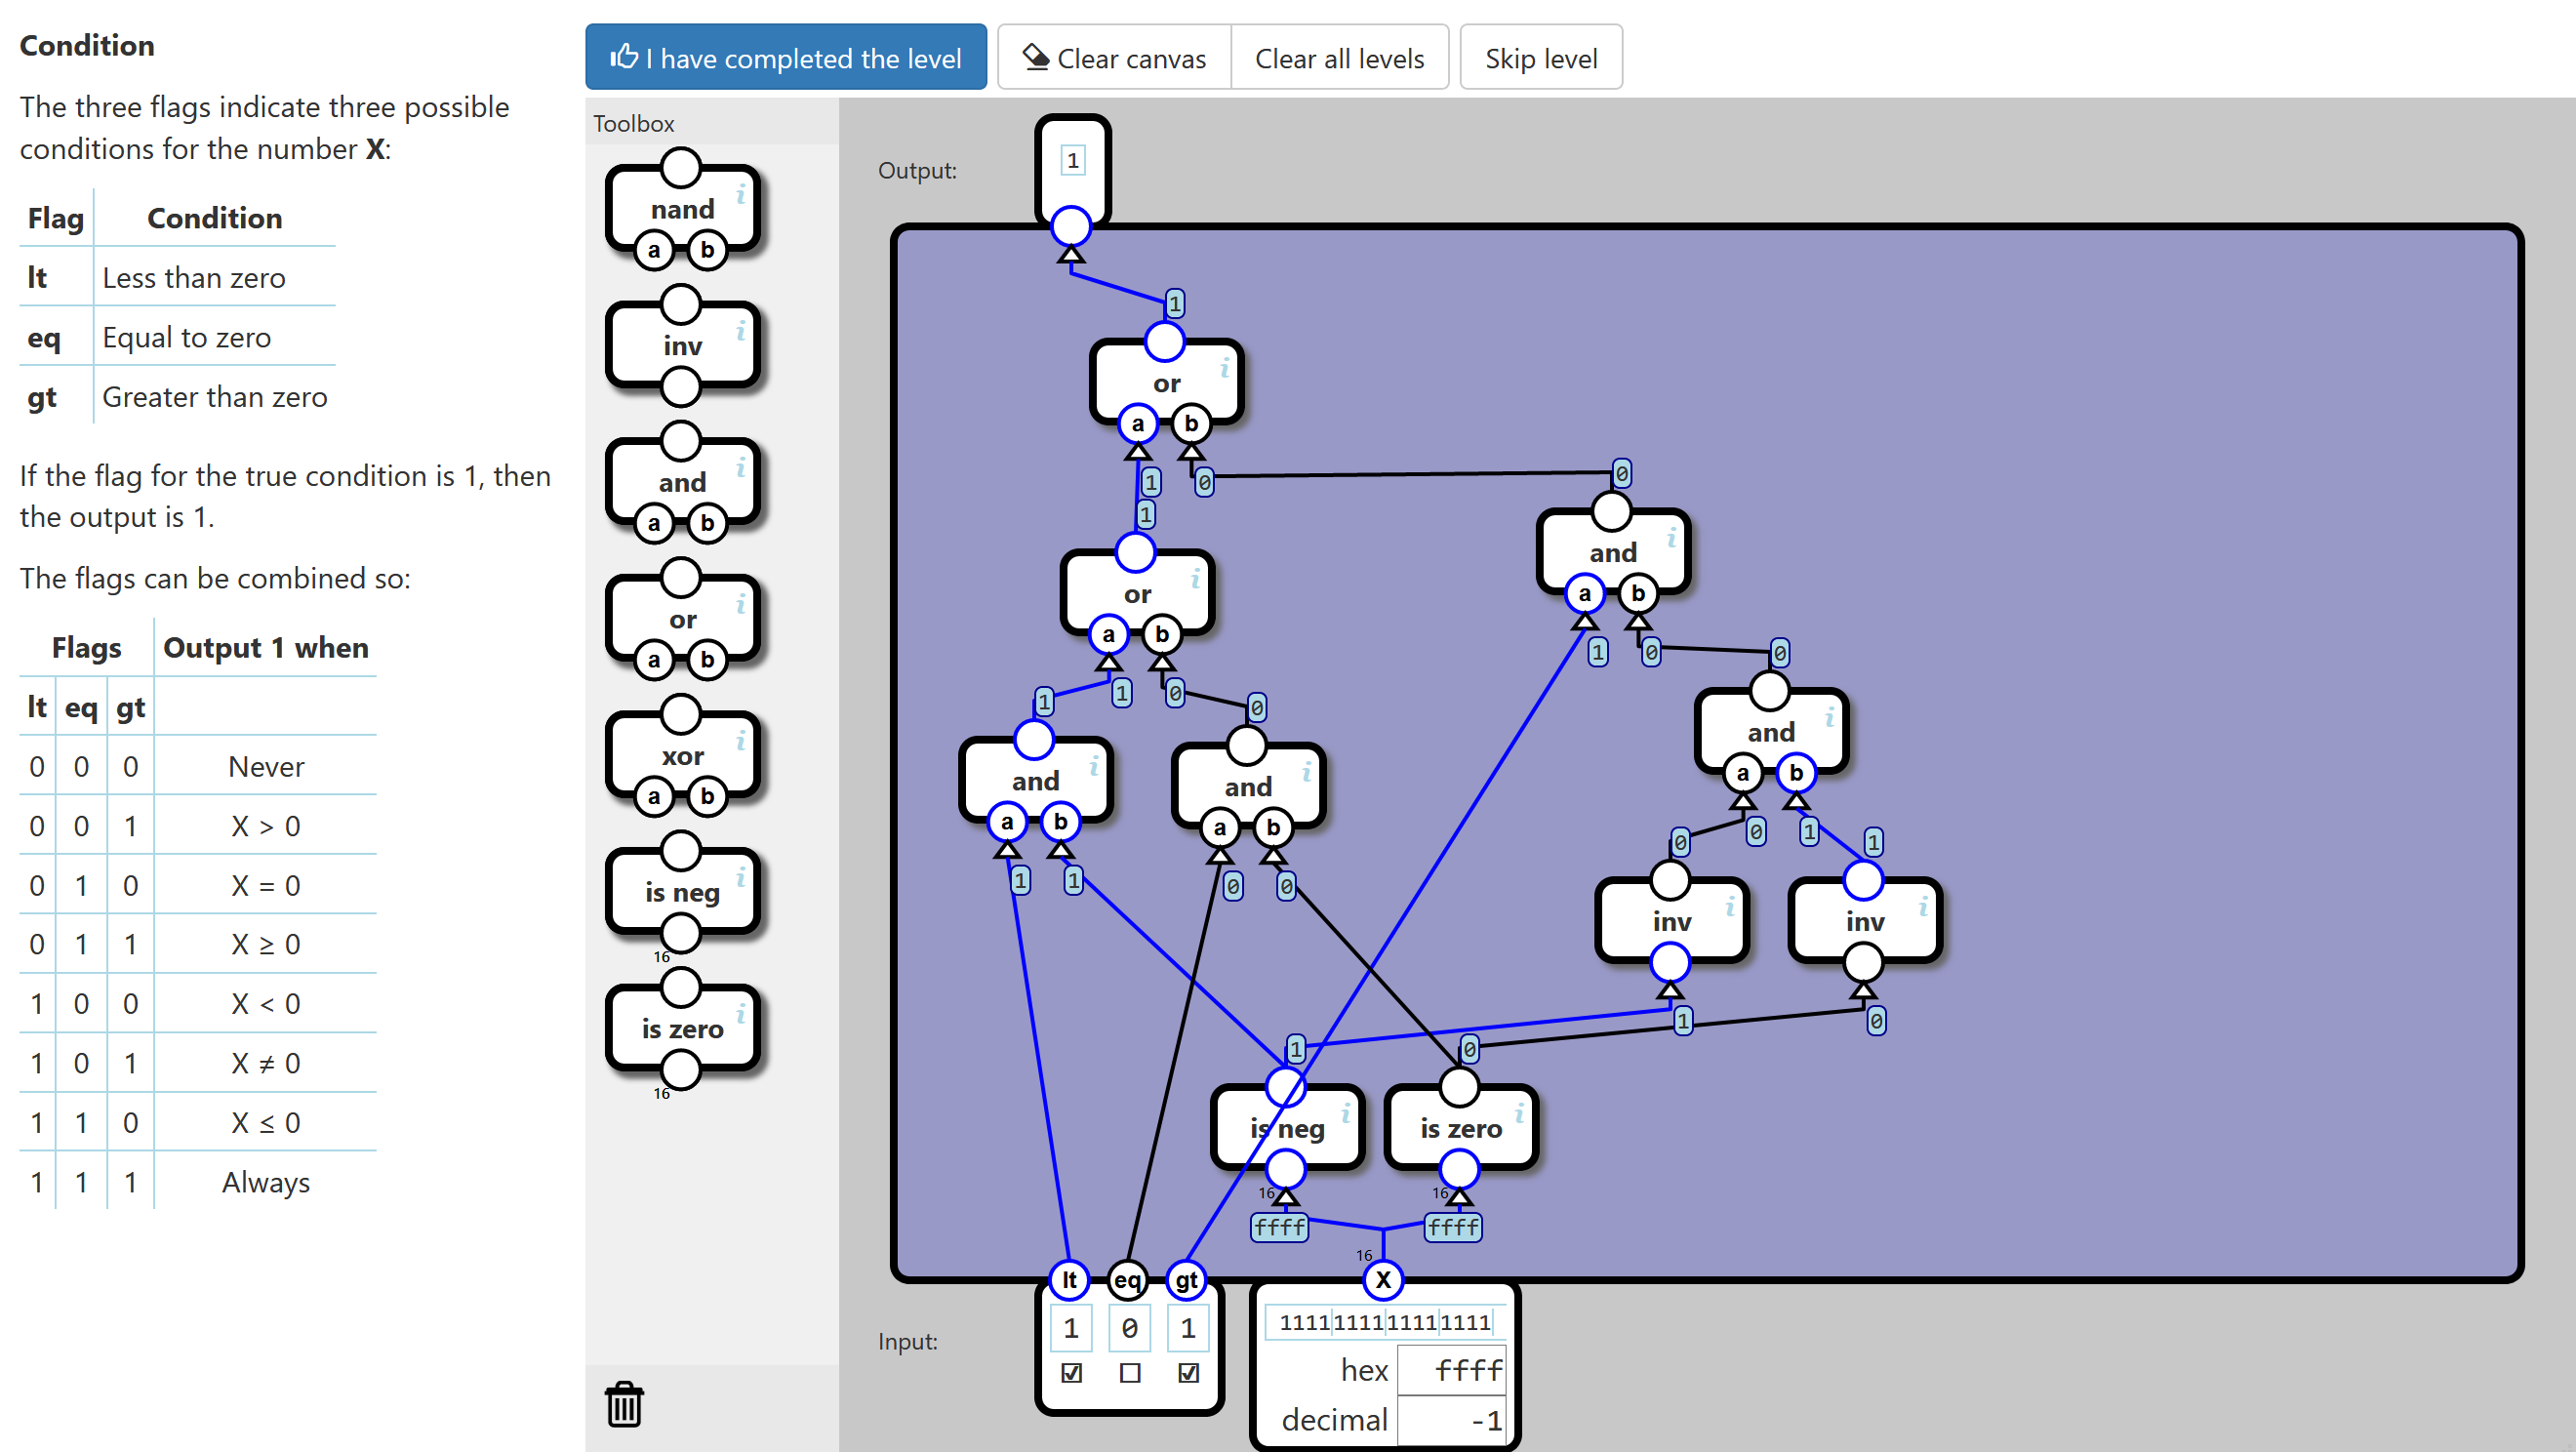 Condition
The three flags indicate three possible
conditions for the number X:
Flag Condition
lt Less than zero
eq Equal to zero
gt Greater than zero
If the flag for the true condition is 1, then
the output is 1.
The flags can be combined so:
Flags Output 1 when
lt eq gt
0 0 0 Never
0 0 1 X > 0
0 1 0 X = 0
0 1 1 X ≥ 0
1 0 0 X < 0
1 0 1 X ≠ 0
1 1 0 X ≤ 0
1 1 1 Always
I have completed the level Clear canvas Clear all levels Skip level
Toolbox
i
nand
a b
i
inv
i
and
a b
i
or
a b
i
xor
a b
i
is neg
16
i
is zero
16
Output:
1
1
i
or
a b
1 0 0
1
i
or
a b
1 1 0 0
i
and
a b
1 0 0
i
and
a b
1 1
i
and
a b
0 0
i
and
a b
0 0 1 1
i
inv
1
i
inv
0
1 0
i
is neg
16
ffff
i
is zero
16
ffff
16
lt eq gt X
Input:
1 0 1
1111 1111 1111 1111
hex ffff
decimal -1